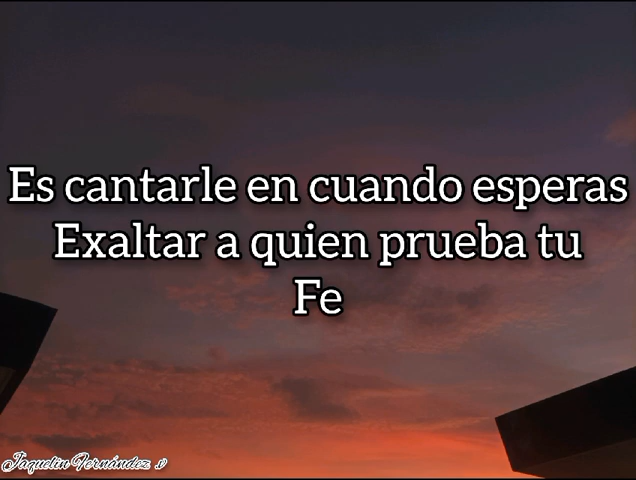 Es cantarle en cuando esperas
Exaltar a quien prueba tu
Fe
Jaquelin Fernández .v